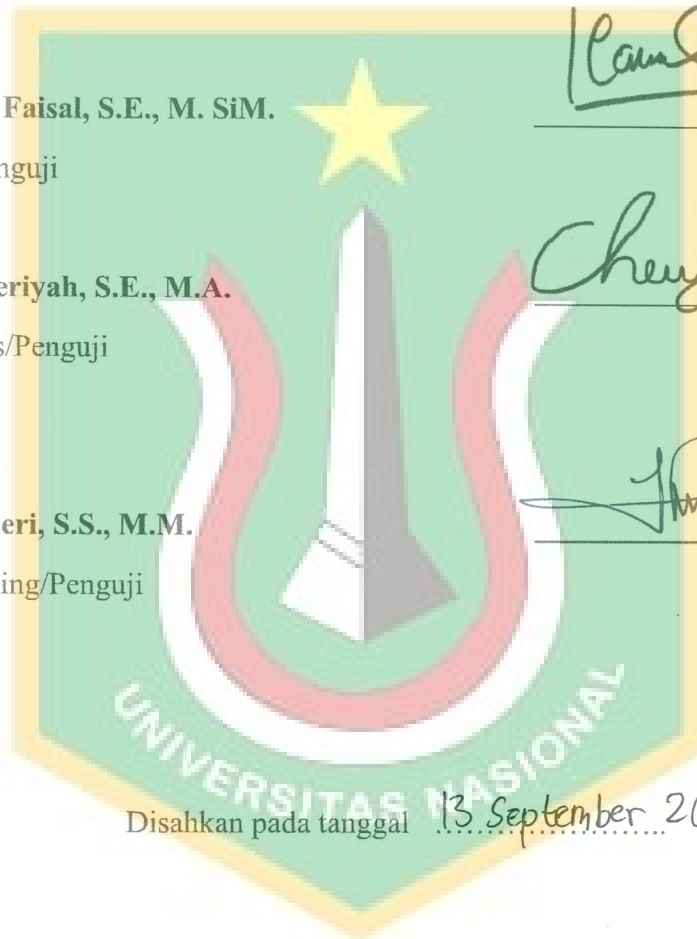 Faisal, S.E., M. SiM.
nguji
eriyah, S.E., M.A.
s/Penguji
eri, S.S., M.M.
ing/Penguji
UNIVERSITAS NASIONAL
Disahkan pada tanggal 13 September 20